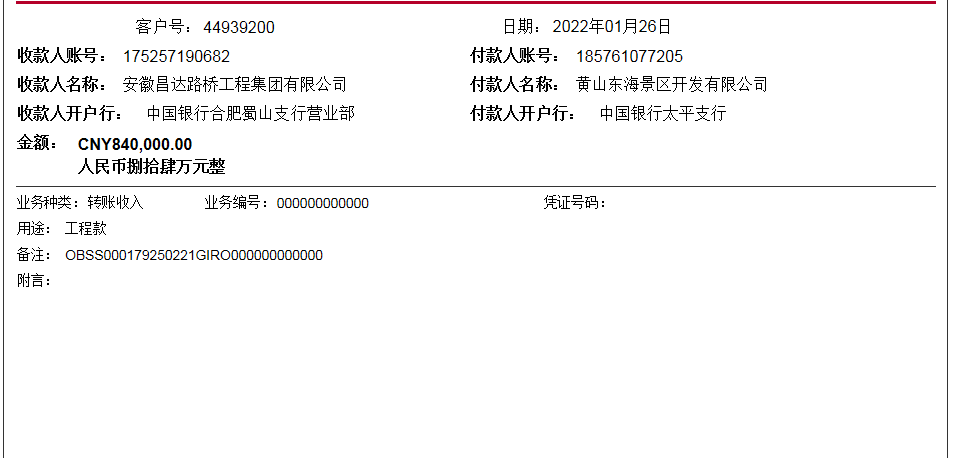 客户号：44939200 日期：2022年01月26日
收款人账号：175257190682 付款人账号：185761077205
收款人名称：安徽昌达路桥工程集团有限公司 付款人名称：黄山东海景区开发有限公司
收款人开户行：中国银行合肥蜀山支行营业部 付款人开户行：中国银行太平支行
金额：CNY840,000.00
人民币捌拾肆万元整
业务种类：转账收入 业务编号：000000000000 凭证号码：
用途：工程款
备注：OBSS000179250221GIRO000000000000
附言：